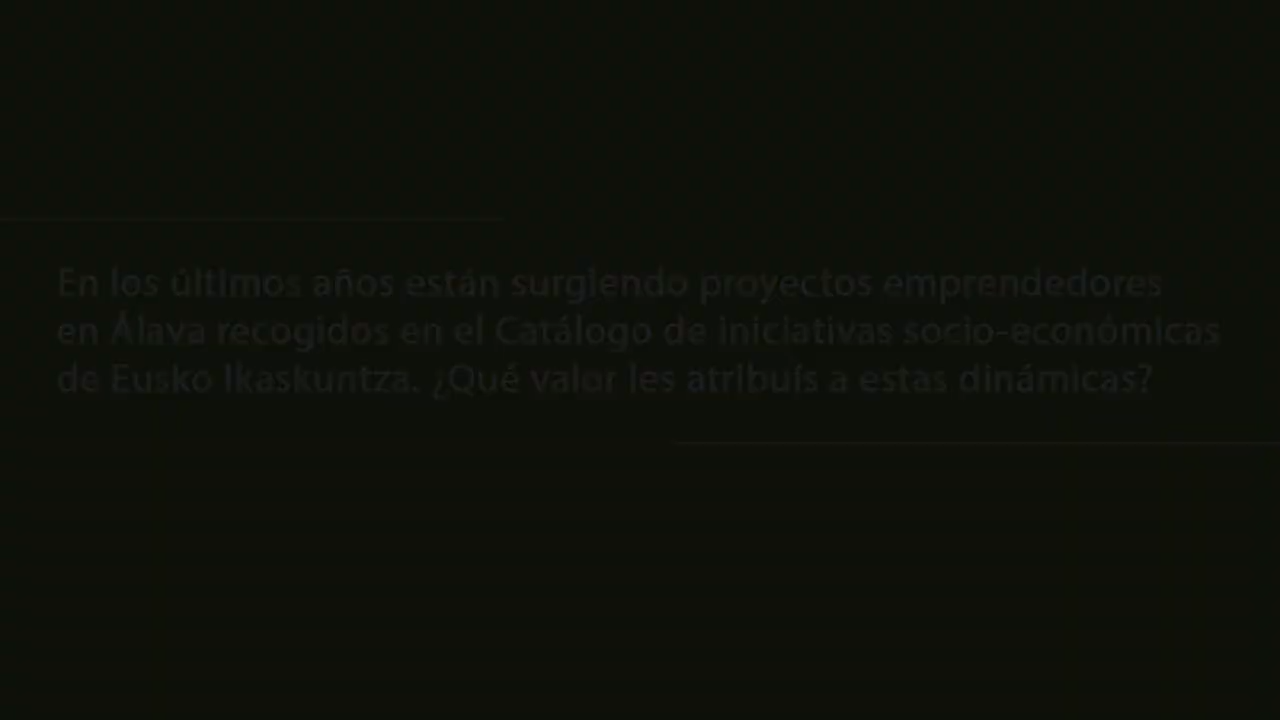 En los últimos años están surgiendo proyectos emprendedores
en Álava recogidos en el Catálogo de iniciativas socio-económicas
de Eusko Ikaskuntza. ¿Qué valor les atribuís a estas dinámicas?